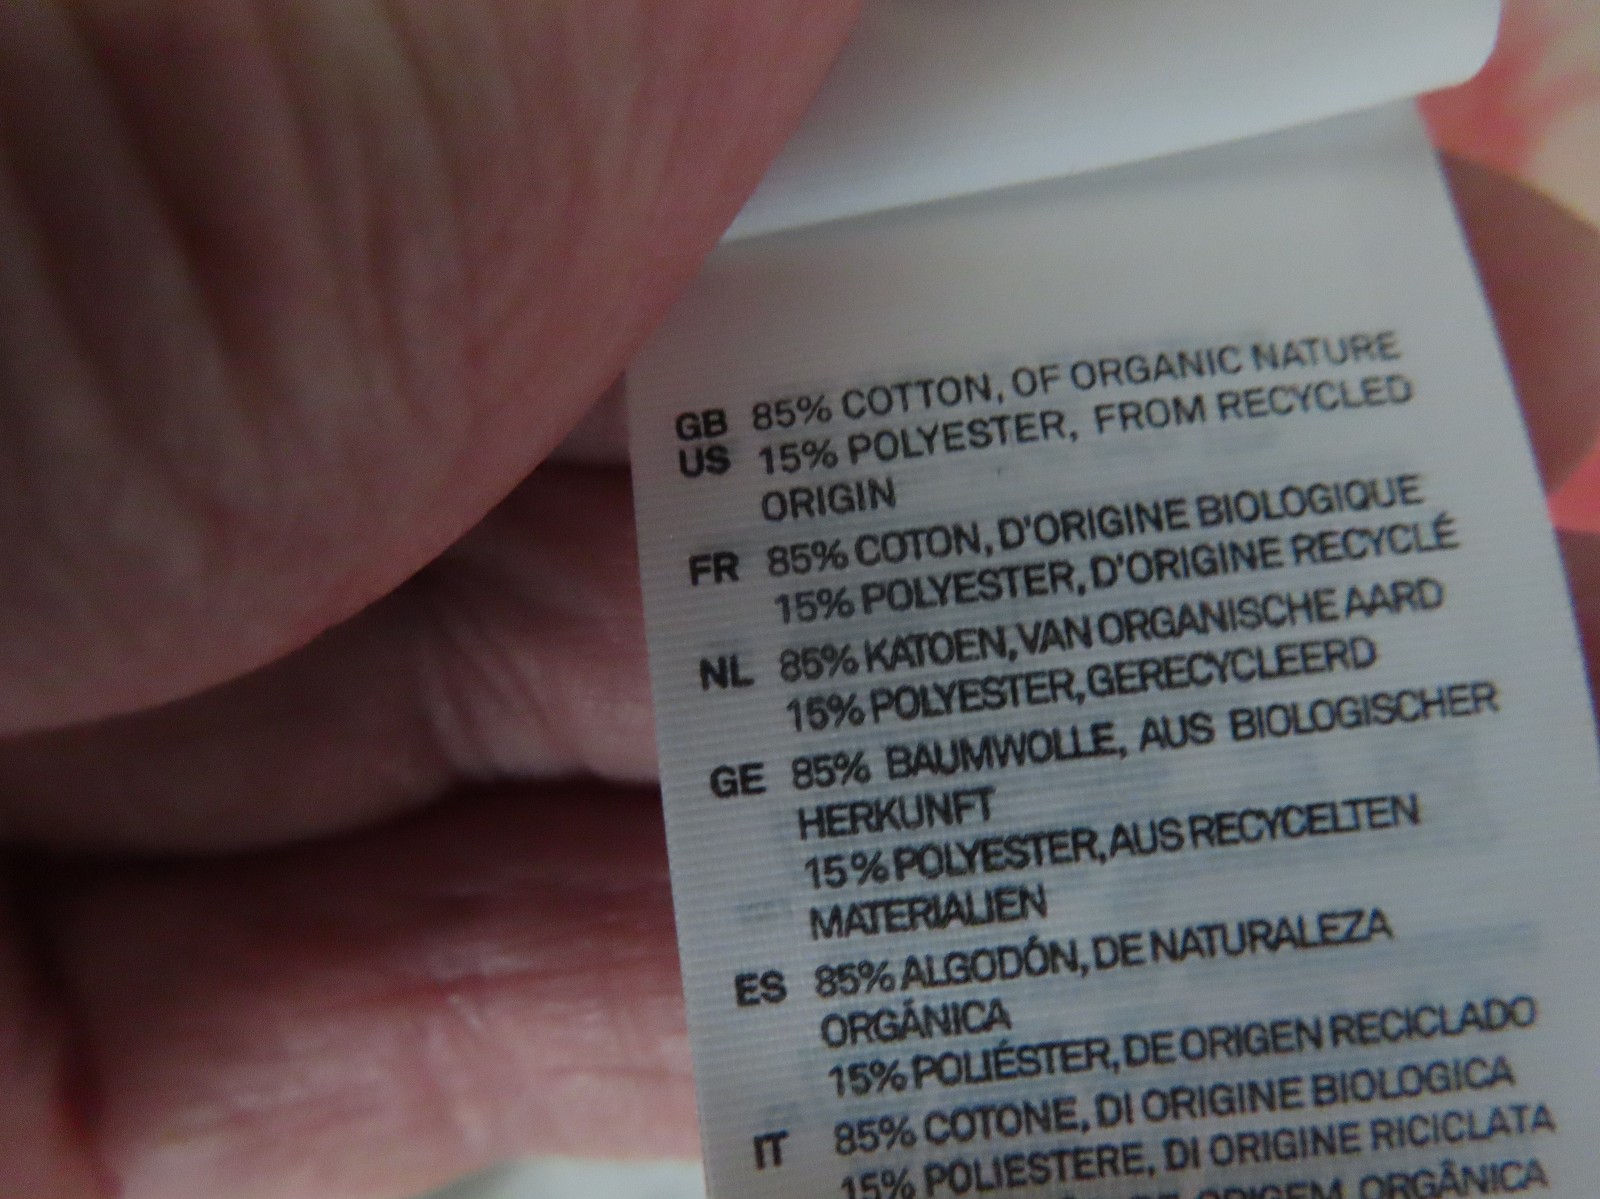 GB 85% COTTON, OF ORGANIC NATURE
US 15% POLYESTER, FROM RECYCLED
ORIGIN
FR 85% COTON, D'ORIGINE BIOLOGIQUE
15% POLYESTER, D'ORIGINE RECYCLÉ
NL 85% KATOEN, VAN ORGANISCHE AARD
15% POLYESTER, GERECYCLEERD
GE 85% BAUMWOLLE, AUS BIOLOGISCHER
HERKUNFT
15% POLYESTER, AUS RECYCELTEN
MATERIALIEN
ES 85% ALGODÓN, DE NATURALEZA
ORGÁNICA
15% POLIÉSTER, DE ORIGEN RECICLADO
IT 85% COTONE, DI ORIGINE BIOLOGICA
15% POLIESTERE, DI ORIGINE RICICLATA
ORIGEM ORGÂNICA